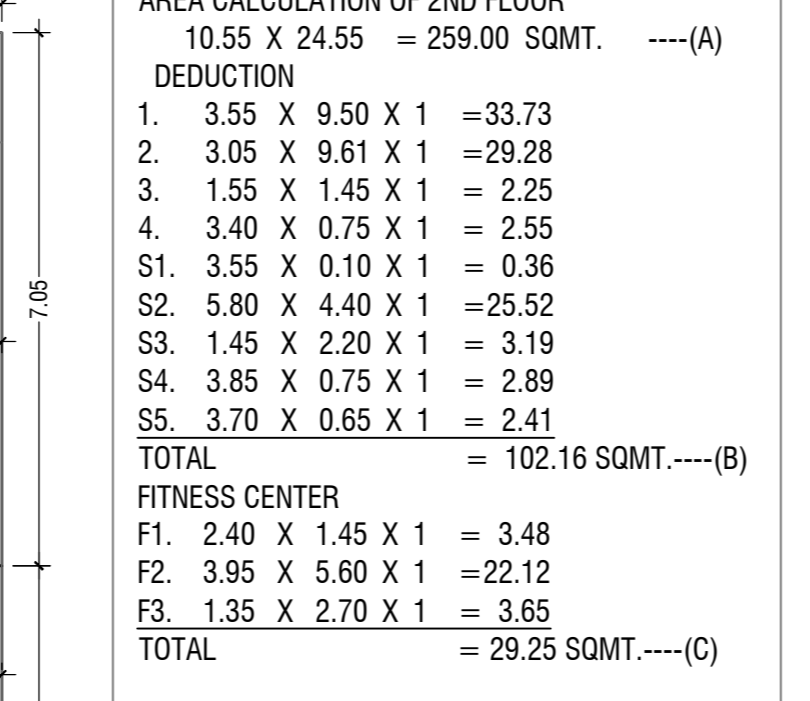 AREA CALCULATION OF 2ND FLOOR
10.55 X 24.55 = 259.00 SQMT. ----(A)
DEDUCTION
1. 3.55 X 9.50 X 1 =33.73
2. 3.05 X 9.61 X 1 =29.28
3. 1.55 X 1.45 X 1 = 2.25
4. 3.40 X 0.75 X 1 = 2.55
S1. 3.55 X 0.10 X 1 = 0.36
S2. 5.80 X 4.40 X 1 =25.52
S3. 1.45 X 2.20 X 1 = 3.19
S4. 3.85 X 0.75 X 1 = 2.89
S5. 3.70 X 0.65 X 1 = 2.41
TOTAL = 102.16 SQMT.----(B)
FITNESS CENTER
F1. 2.40 X 1.45 X 1 = 3.48
F2. 3.95 X 5.60 X 1 =22.12
F3. 1.35 X 2.70 X 1 = 3.65
TOTAL = 29.25 SQMT.----(C)
7.05